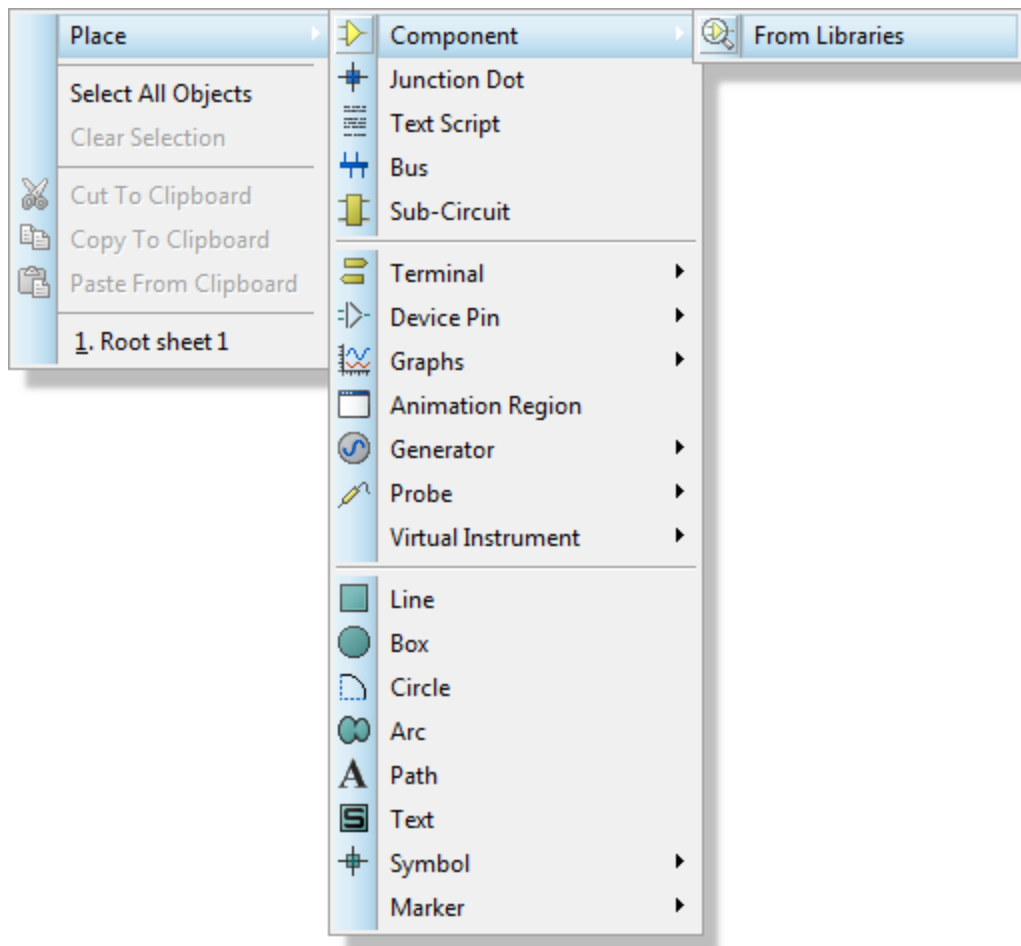 Place
Select All Objects
Clear Selection
Cut To Clipboard
Copy To Clipboard
Paste From Clipboard
1. Root sheet 1
Component
Junction Dot
Text Script
Bus
Sub-Circuit
Terminal
Device Pin
Graphs
Animation Region
Generator
Probe
Virtual Instrument
Line
Box
Circle
Arc
Path
Text
Symbol
Marker
From Libraries